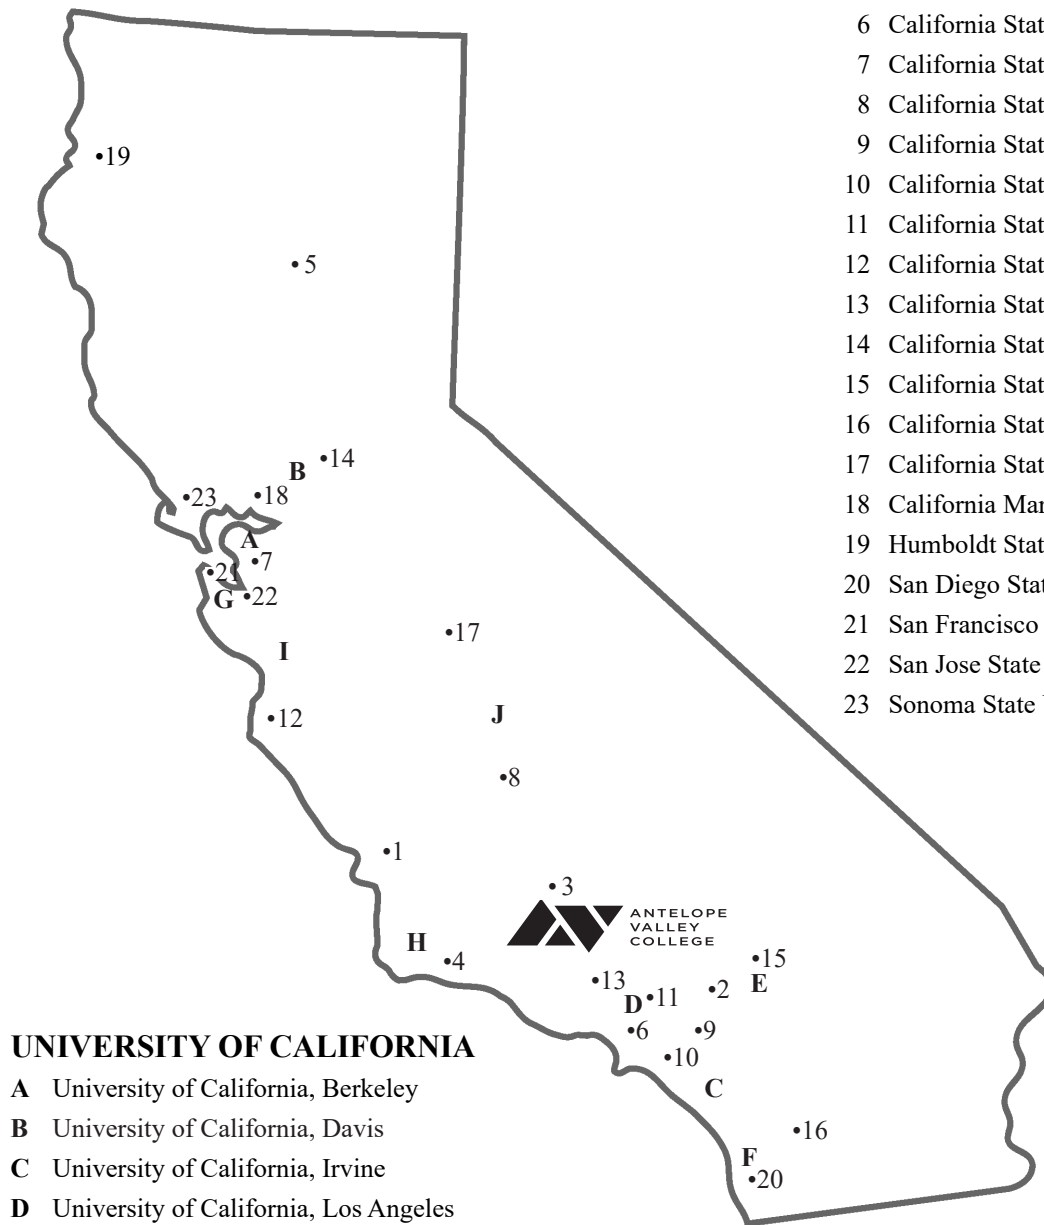 6 California Stat
7 California Stat
8 California Stat
9 California Stat
10 California Stat
11 California Stat
12 California Stat
13 California Stat
14 California Stat
15 California Stat
16 California Stat
17 California Stat
18 California Mar
19 Humboldt Stat
20 San Diego Stat
21 San Francisco
22 San Jose State
23 Sonoma State
19
5
14
B
18
23
A
7
21
22
G
17
I
J
12
8
1
3
ANTELOPE
VALLEY
COLLEGE
H
4
15
E
13
2
11
D
6
9
10
C
16
F
20
UNIVERSITY OF CALIFORNIA
A University of California, Berkeley
B University of California, Davis
C University of California, Irvine
D University of California, Los Angeles